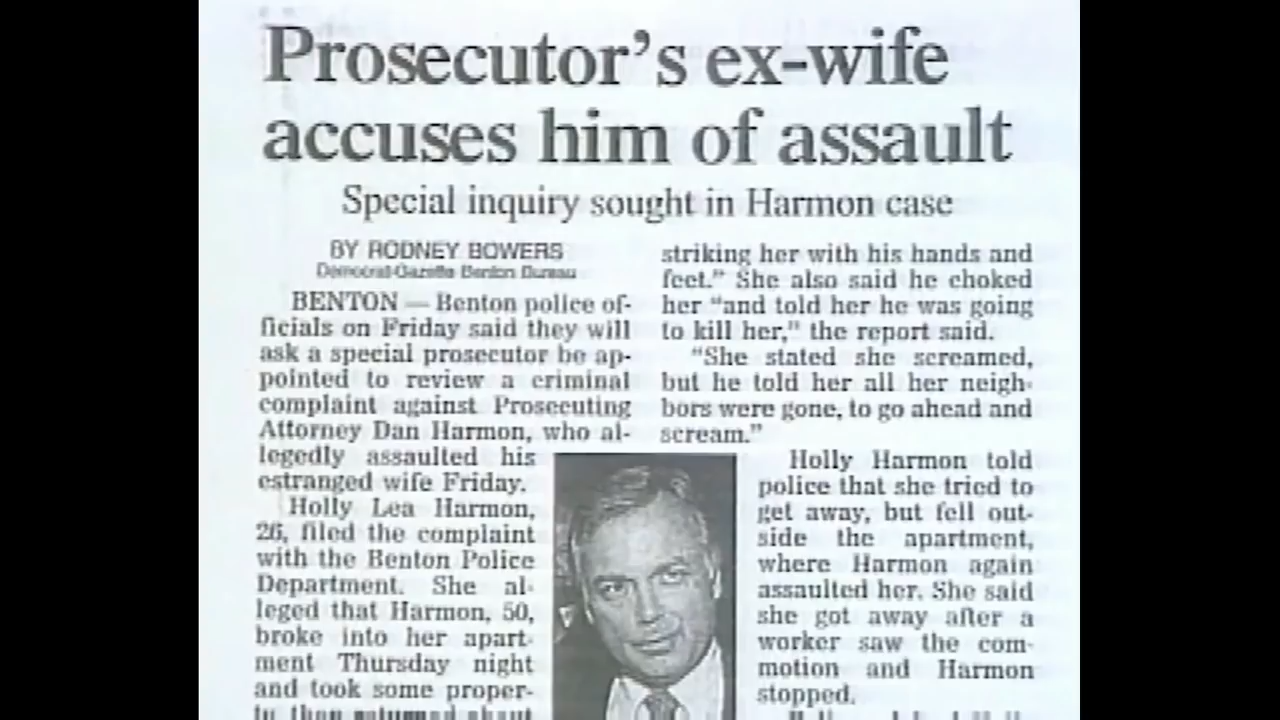 Prosecutor's ex-wife
accuses him of assault
Special inquiry sought in Harmon case
BY RODNEY BOWERS
Democrat-Gazette Benton Bureau
BENTON — Benton police of-
ficials on Friday said they will
ask a special prosecutor be ap-
pointed to review a criminal
complaint against Prosecuting
Attorney Dan Harmon, who al-
legedly assaulted his
estranged wife Friday.
Holly Lea Harmon,
26, filed the complaint
with the Benton Police
Department. She al-
leged that Harmon, 50,
broke into her apart-
ment Thursday night
and took some proper-
striking her with his hands and
feet." She also said he choked
her "and told her he was going
to kill her," the report said.
"She stated she screamed,
but he told her all her neigh-
bors were gone, to go ahead and
scream."
Holly Harmon told
police that she tried to
get away, but fell out-
side the apartment,
where Harmon again
assaulted her. She said
she got away after a
worker saw the com-
motion and Harmon
stopped.